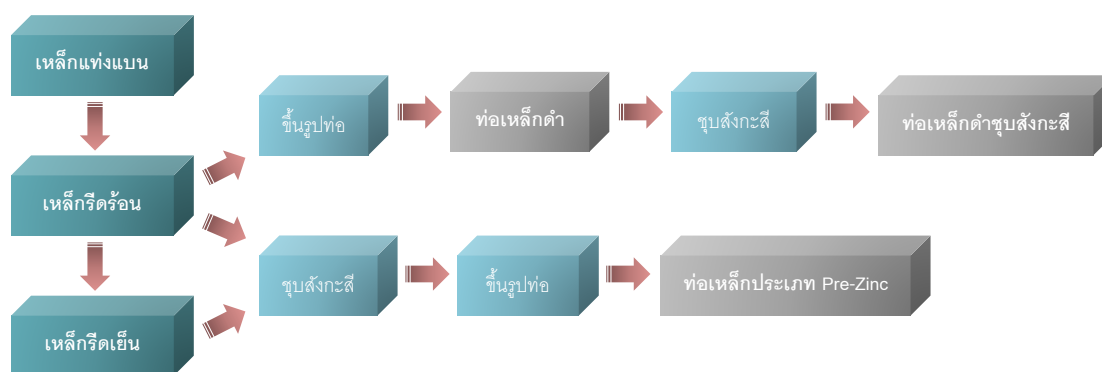 เหล็กแท่งแบน
ขึ้นรูปท่อ
ท่อเหล็กดำ
ชุบสังกะสี
ท่อเหล็กดำชุบสังกะสี
เหล็กรีดร้อน
ชุบสังกะสี
ขึ้นรูปท่อ
ท่อเหล็กประเภท Pre-Zinc
เหล็กรีดเย็น